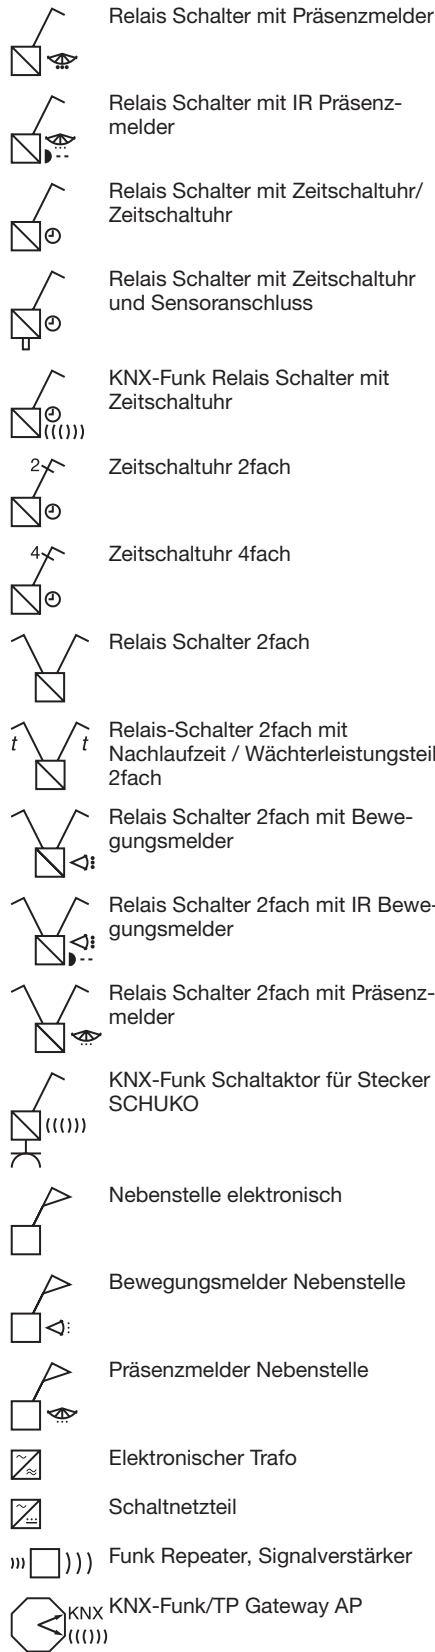 Relais Schalter mit Präsenzmelder
Relais Schalter mit IR Präsenz-
melder
Relais Schalter mit Zeitschaltuhr/
Zeitschaltuhr
Relais Schalter mit Zeitschaltuhr
und Sensoranschluss
KNX-Funk Relais Schalter mit
Zeitschaltuhr
2
Zeitschaltuhr 2fach
4
Zeitschaltuhr 4fach
Relais Schalter 2fach
t t
Relais-Schalter 2fach mit
Nachlaufzeit / Wächterleistungsteil
2fach
Relais Schalter 2fach mit Bewe-
gungsmelder
Relais Schalter 2fach mit IR Bewe-
gungsmelder
Relais Schalter 2fach mit Präsenz-
melder
KNX-Funk Schaltaktor für Stecker
SCHUKO
Nebenstelle elektronisch
Bewegungsmelder Nebenstelle
Präsenzmelder Nebenstelle
Elektronischer Trafo
Schaltnetzteil
Funk Repeater, Signalverstärker
KNX
KNX-Funk/TP Gateway AP